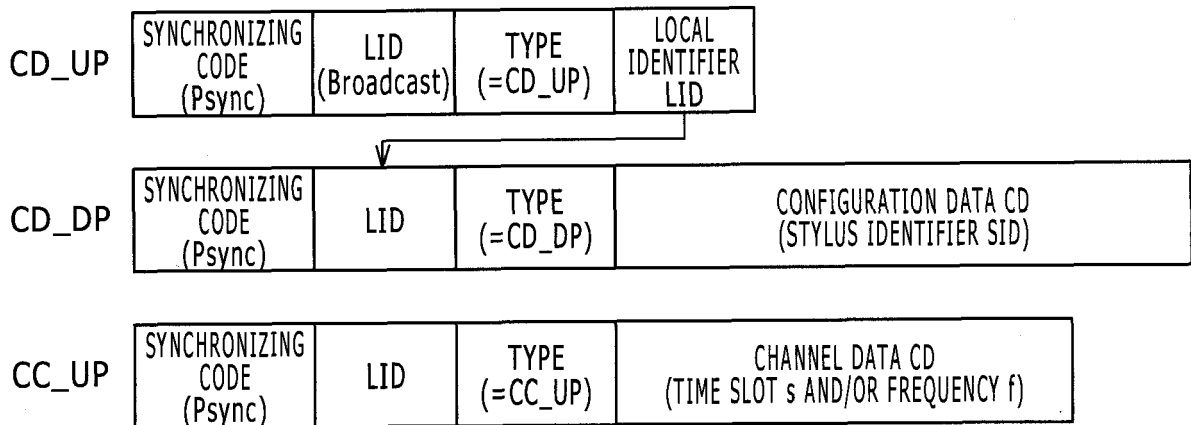 CD_UP
SYNCHRONIZING
CODE
(Psync)
LID
(Broadcast)
TYPE
(=CD_UP)
LOCAL
IDENTIFIER
LID
CD_DP
SYNCHRONIZING
CODE
(Psync)
LID
TYPE
(=CD_DP)
CONFIGURATION DATA CD
(STYLUS IDENTIFIER SID)
CC_UP
SYNCHRONIZING
CODE
(Psync)
LID
TYPE
(=CC_UP)
CHANNEL DATA CD
(TIME SLOT s AND/OR FREQUENCY f)